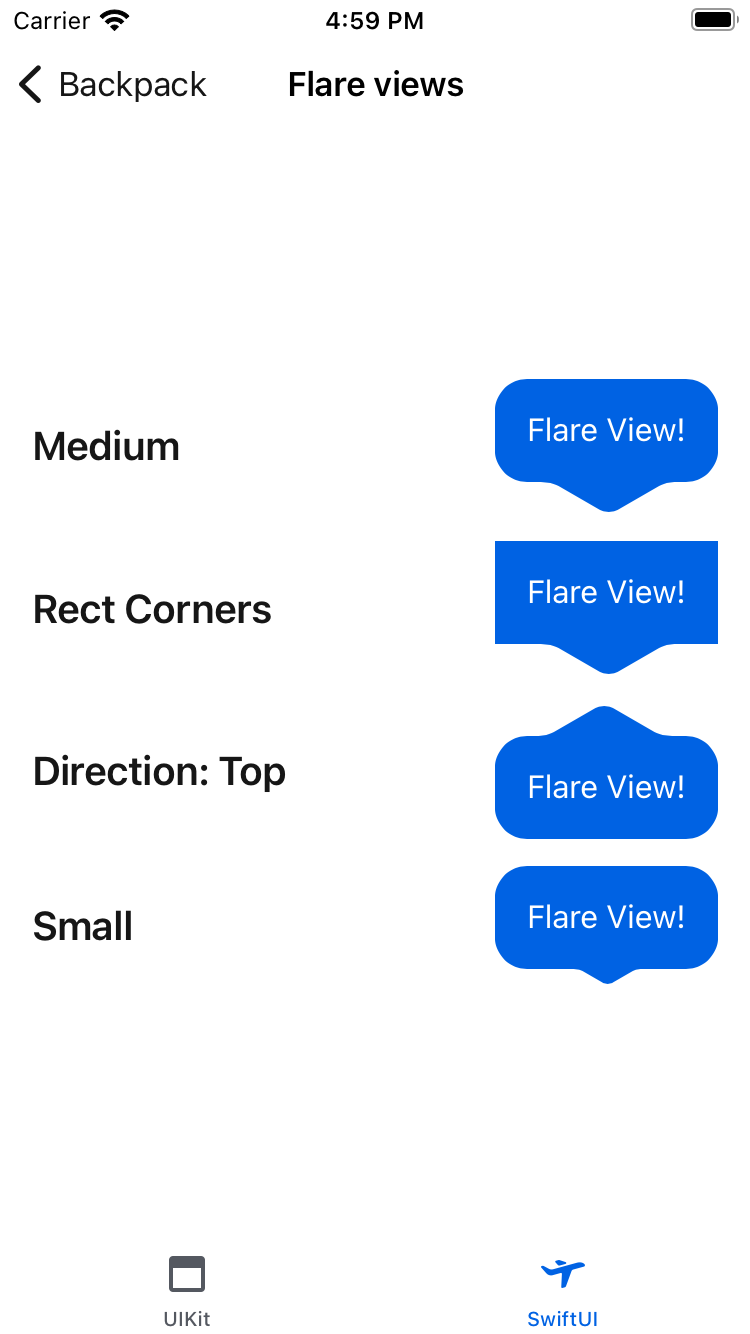 Carrier 4:59 PM
Backpack Flare views
Medium Flare View!
Rect Corners Flare View!
Direction: Top Flare View!
Small Flare View!
UIKit SwiftUI